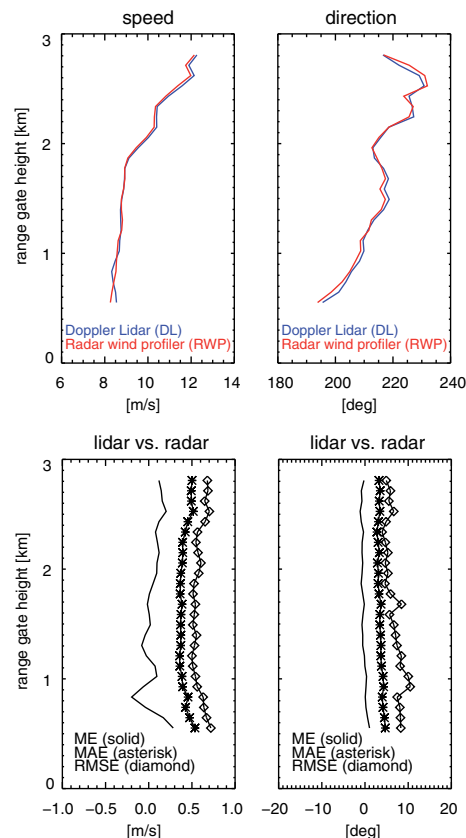 speed
direction
3
2
1
0
range gate height [km]
Doppler Lidar (DL)
Radar wind profiler (RWP)
6 8 10 12 14
[m/s]
Doppler Lidar (DL)
Radar wind profiler (RWP)
180 200 220 240
[deg]
lidar vs. radar
lidar vs. radar
3
2
1
0
range gate height [km]
ME (solid)
MAE (asterisk)
RMSE (diamond)
−1.0 −0.5 0.0 0.5 1.0
[m/s]
ME (solid)
MAE (asterisk)
RMSE (diamond)
−20 −10 0 10 20
[deg]